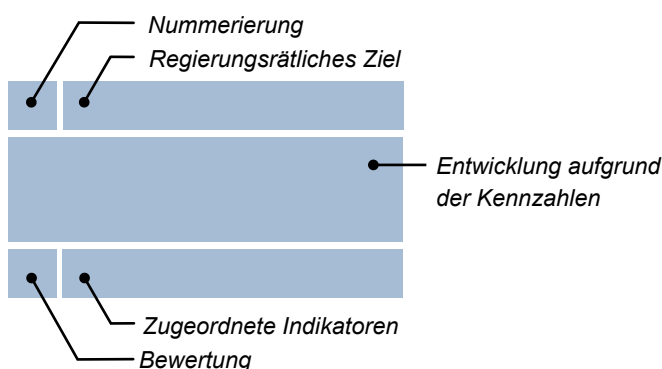 Nummerierung
Regierungsrätliches Ziel
Entwicklung aufgrund
der Kennzahlen
Zugeordnete Indikatoren
Bewertung